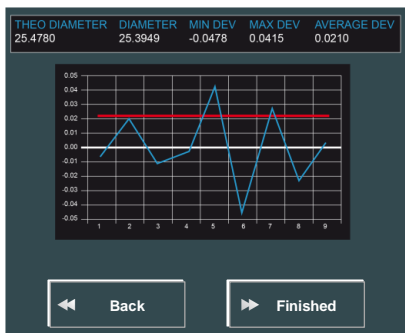 THEO DIAMETER DIAMETER MIN DEV MAX DEV AVERAGE DEV
25.4780 25.3949 -0.0478 0.0415 0.0210
0.05
0.04
0.03
0.02
0.01
0.00
-0.01
-0.02
-0.03
-0.04
-0.05
1 2 3 4 5 6 7 8 9
Back Finished